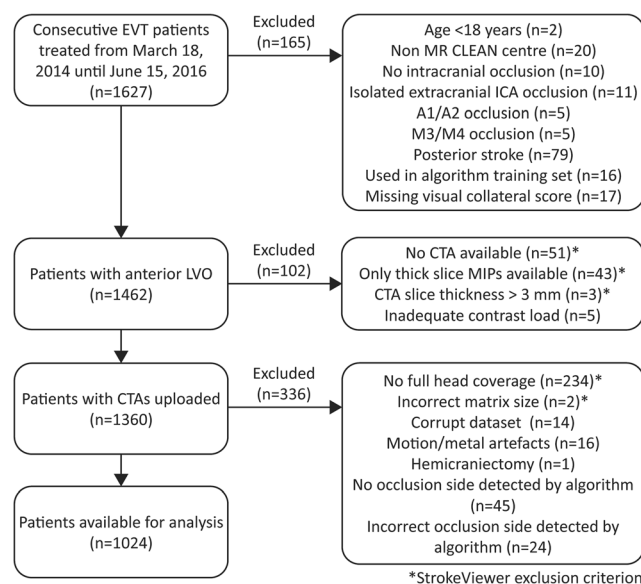 Consecutive EVT patients
treated from March 18,
2014 until June 15, 2016
(n=1627)
Excluded
(n=165)
Age <18 years (n=2)
Non MR CLEAN centre (n=20)
No intracranial occlusion (n=10)
Isolated extracranial ICA occlusion (n=11)
A1/A2 occlusion (n=5)
M3/M4 occlusion (n=5)
Posterior stroke (n=79)
Used in algorithm training set (n=16)
Missing visual collateral score (n=17)
Patients with anterior LVO
(n=1462)
Excluded
(n=102)
No CTA available (n=51)*
Only thick slice MIPs available (n=43)*
CTA slice thickness > 3 mm (n=3)*
Inadequate contrast load (n=5)
Patients with CTAs uploaded
(n=1360)
Excluded
(n=336)
No full head coverage (n=234)*
Incorrect matrix size (n=2)*
Corrupt dataset (n=14)
Motion/metal artefacts (n=16)
Hemicraniectomy (n=1)
No occlusion side detected by algorithm
(n=45)
Incorrect occlusion side detected by
algorithm (n=24)
Patients available for analysis
(n=1024)
*StrokeViewer exclusion criterion